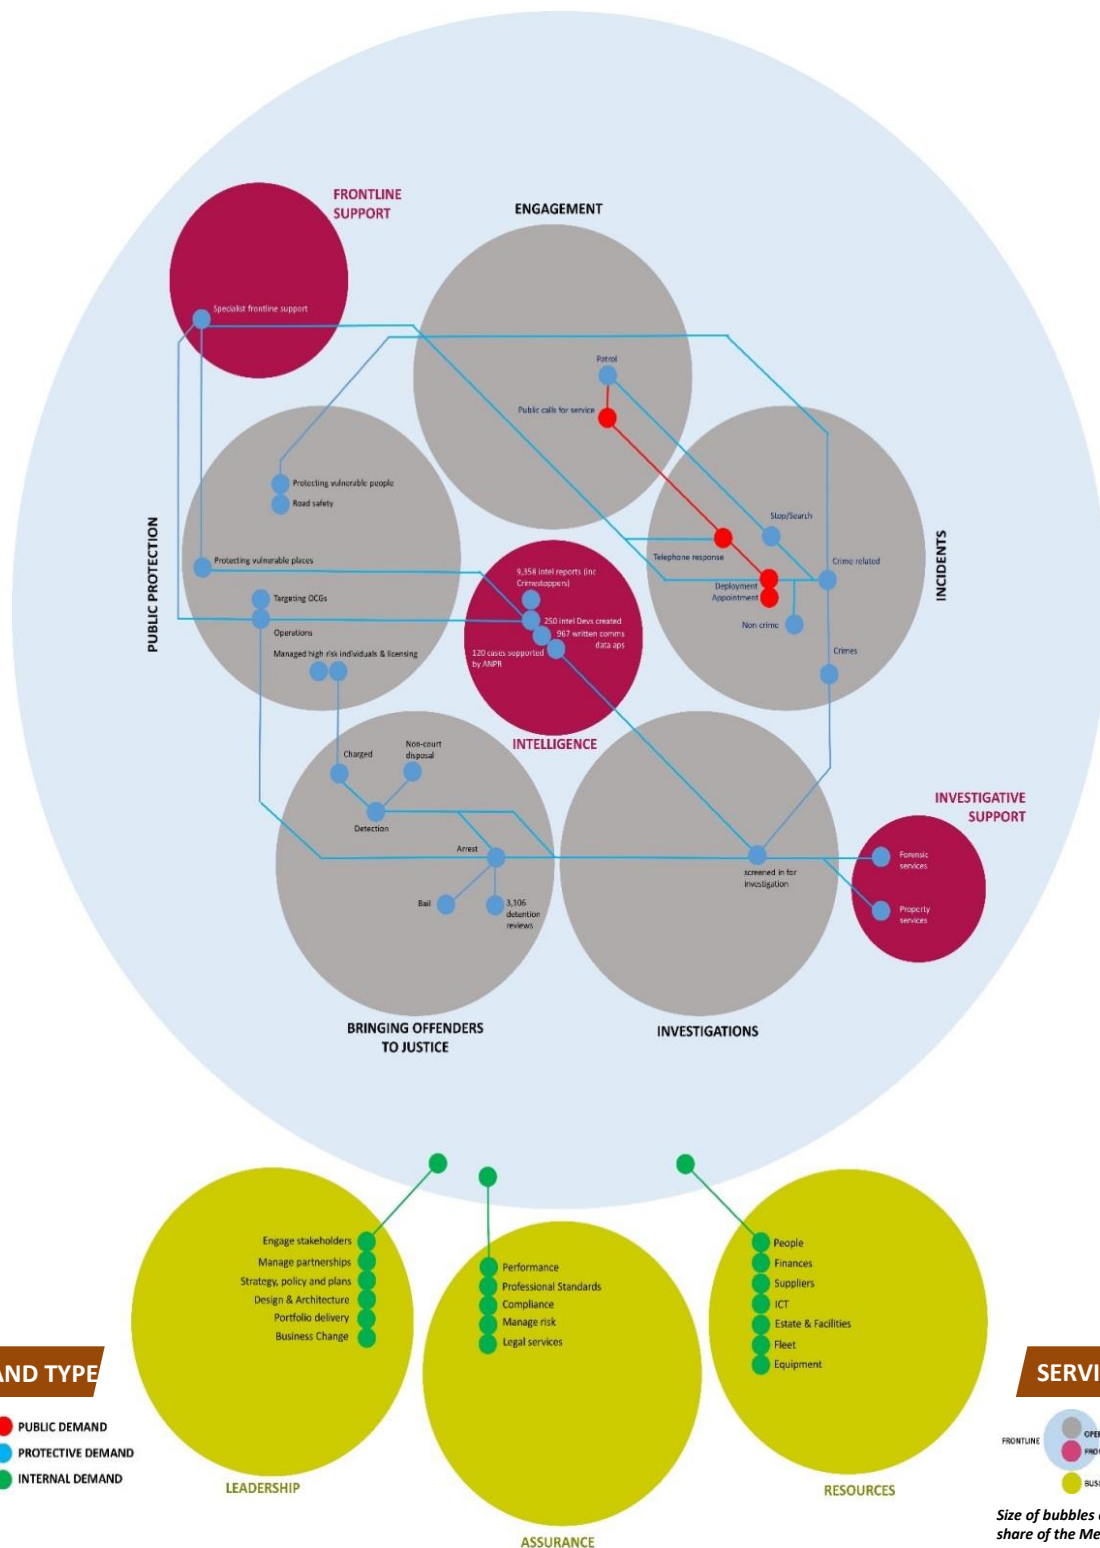 FRONTLINE
SUPPORT
ENGAGEMENT
Specialist frontline support
Patrol
Public calls for service
Protecting vulnerable people
Road safety
Stop/Search
Telephone response
Crime related
PUBLIC PROTECTION
INCIDENTS
Protecting vulnerable places
9,358 intel reports (inc
Crimestoppers)
Deployment
Appointment
Targeting OCGs
Operations
250 intel Devs created
967 written comms
data aps
Non crime
120 cases supported
by ANPR
Managed high risk individuals & licensing
Crimes
INTELLIGENCE
Charged
Non-court
disposal
Detection
INVESTIGATIVE
SUPPORT
Arrest
screened in for
investigation
Forensic
services
Bail
3,106
detention
reviews
Property
services
BRINGING OFFENDERS
TO JUSTICE
INVESTIGATIONS
Engage stakeholders
Manage partnerships
Strategy, policy and plans
Design & Architecture
Portfolio delivery
Business Change
Performance
Professional Standards
Compliance
Manage risk
Legal services
People
Finances
Suppliers
ICT
Estate & Facilities
Fleet
Equipment
TYPE
PUBLIC DEMAND
PROTECTIVE DEMAND
INTERNAL DEMAND
LEADERSHIP
ASSURANCE
RESOURCES
FRONTLINE
Size of bubbles
share of the